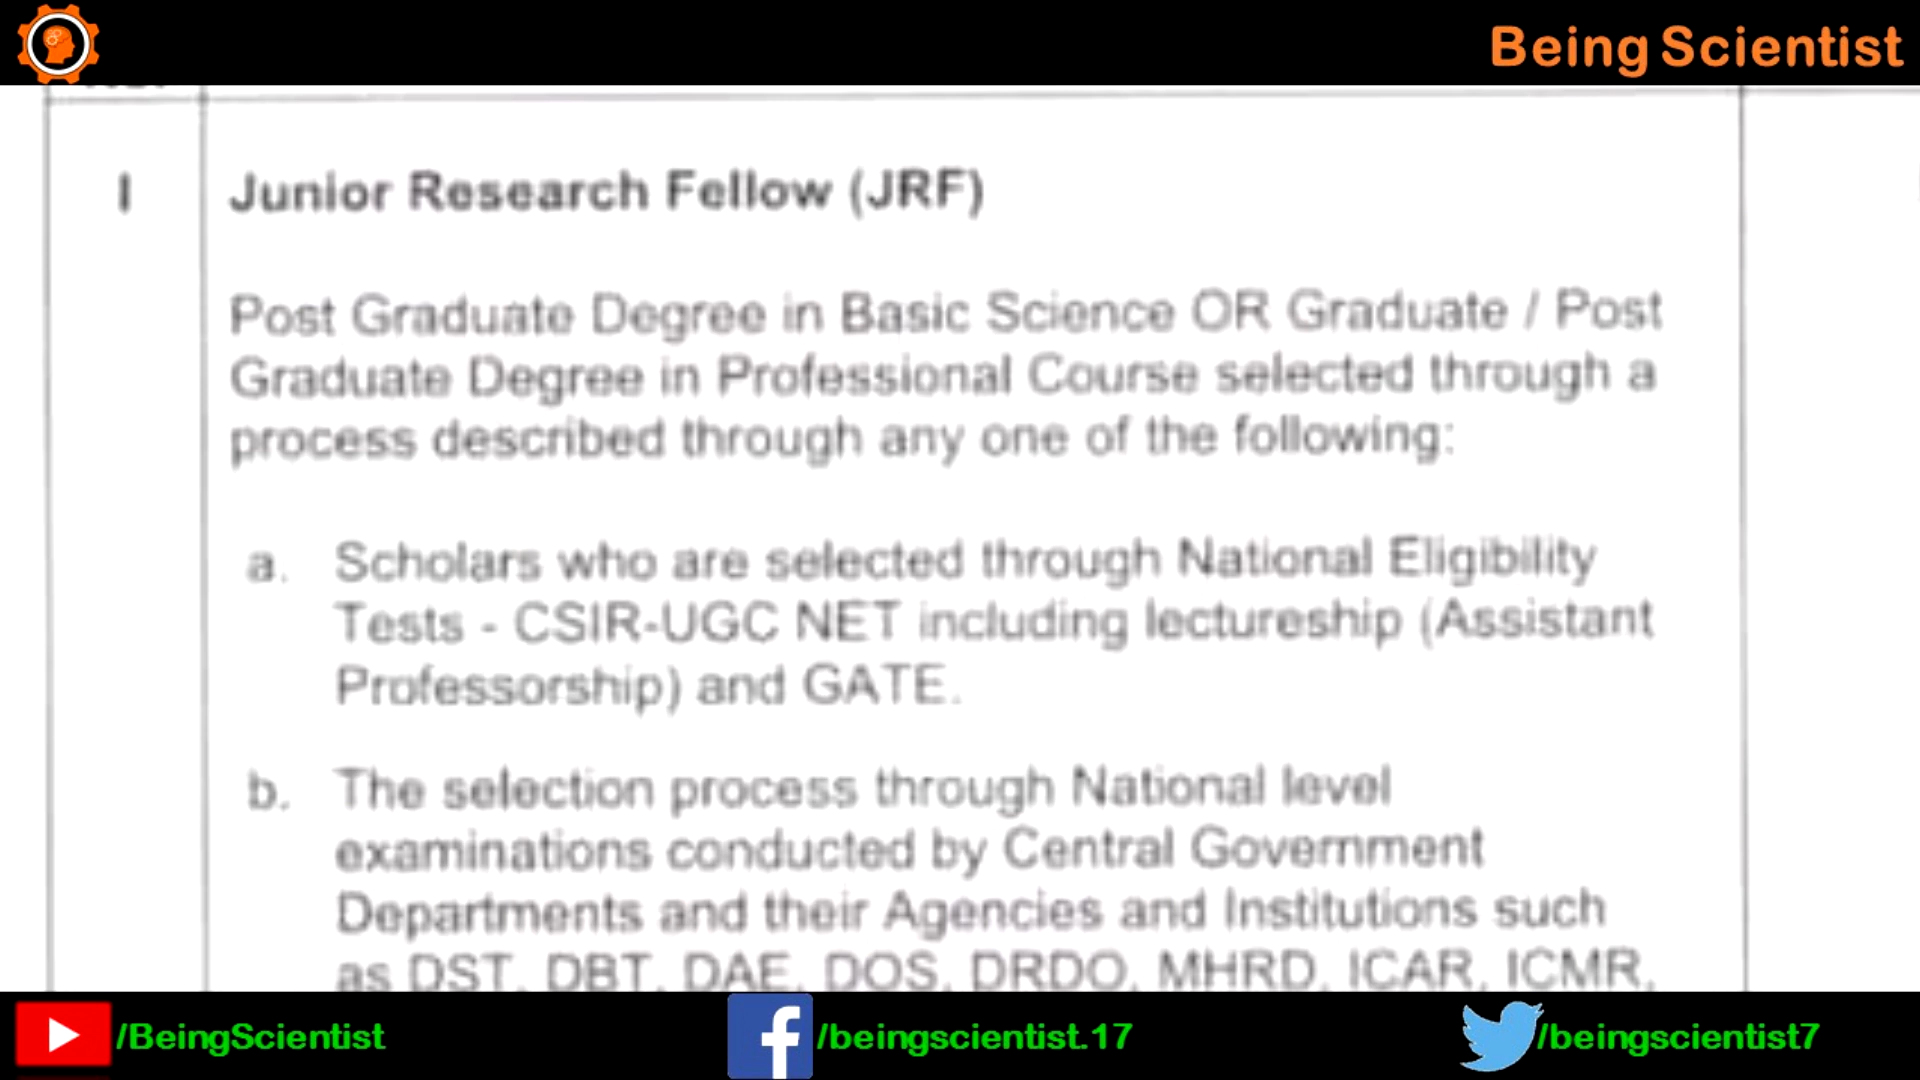 Being Scientist
I
Junior Research Fellow (JRF)
Post Graduate Degree in Basic Science OR Graduate / Post
Graduate Degree in Professional Course selected through a
process described through any one of the following:
a. Scholars who are selected through National Eligibility
Tests - CSIR-UGC NET including lectureship (Assistant
Professorship) and GATE.
b. The selection process through National level
examinations conducted by Central Government
Departments and their Agencies and Institutions such
as DST, DBT, DAE, DOS, DRDO, MHRD, ICAR, ICMR,
/BeingScientist
/beingscientist.17
/beingscientist7